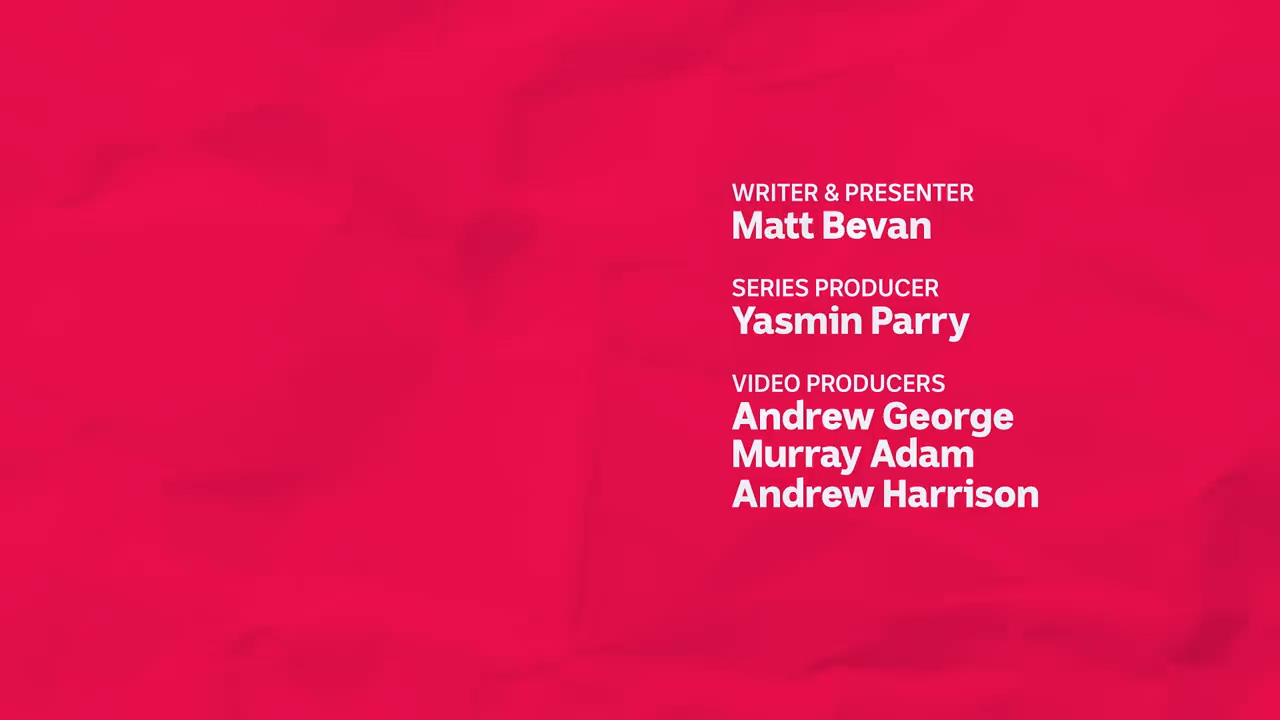 WRITER & PRESENTER
Matt Bevan
SERIES PRODUCER
Yasmin Parry
VIDEO PRODUCERS
Andrew George
Murray Adam
Andrew Harrison